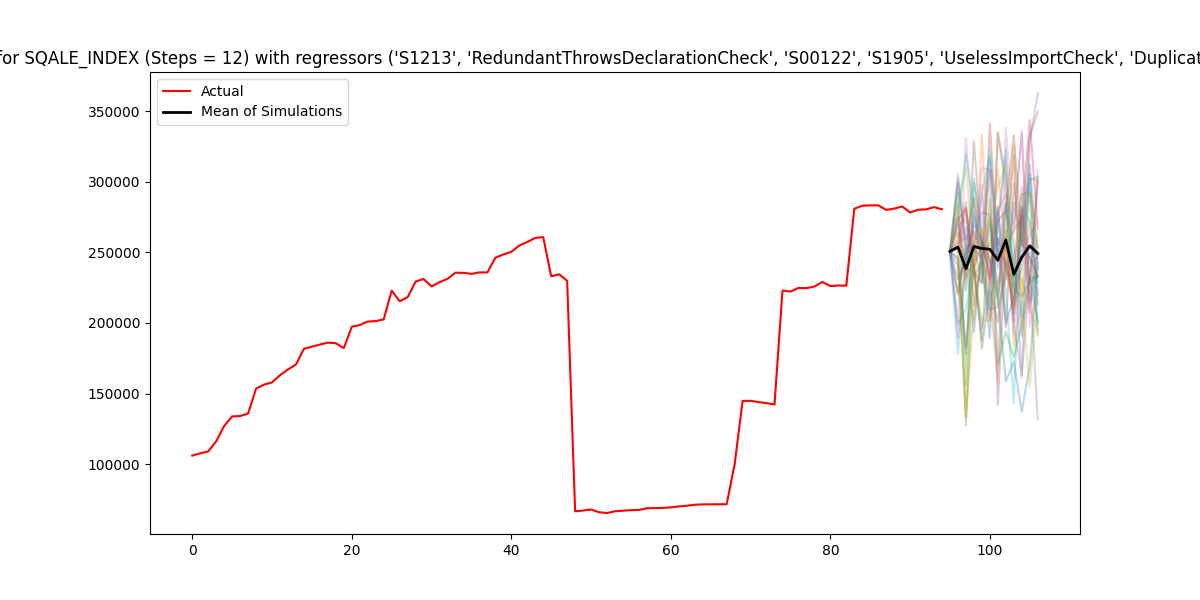 for SQALE_INDEX (Steps = 12) with regressors ('S1213', 'RedundantThrowsDeclarationCheck', 'S00122', 'S1905', 'UselessImportCheck', 'Duplicat
Actual
Mean of Simulations
350000
300000
250000
200000
150000
100000
0 20 40 60 80 100